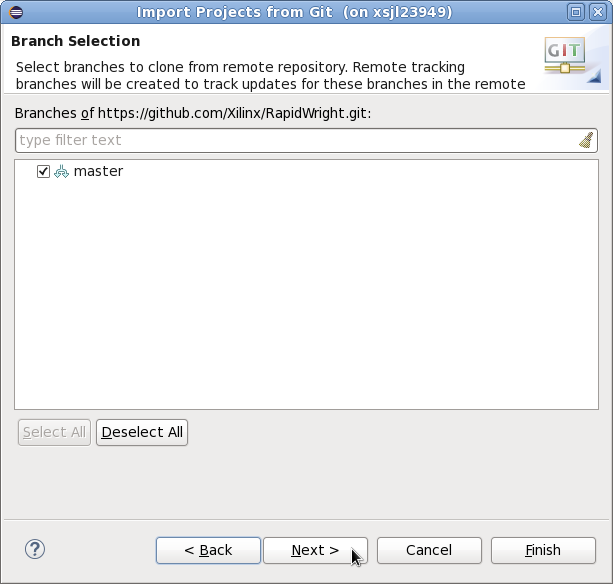 Import Projects from Git  (on xsjl23949)
Branch Selection
Select branches to clone from remote repository. Remote tracking
branches will be created to track updates for these branches in the remote
GIT
Branches of https://github.com/Xilinx/RapidWright.git:
type filter text
master
Select All Deselect All
? < Back Next > Cancel Finish